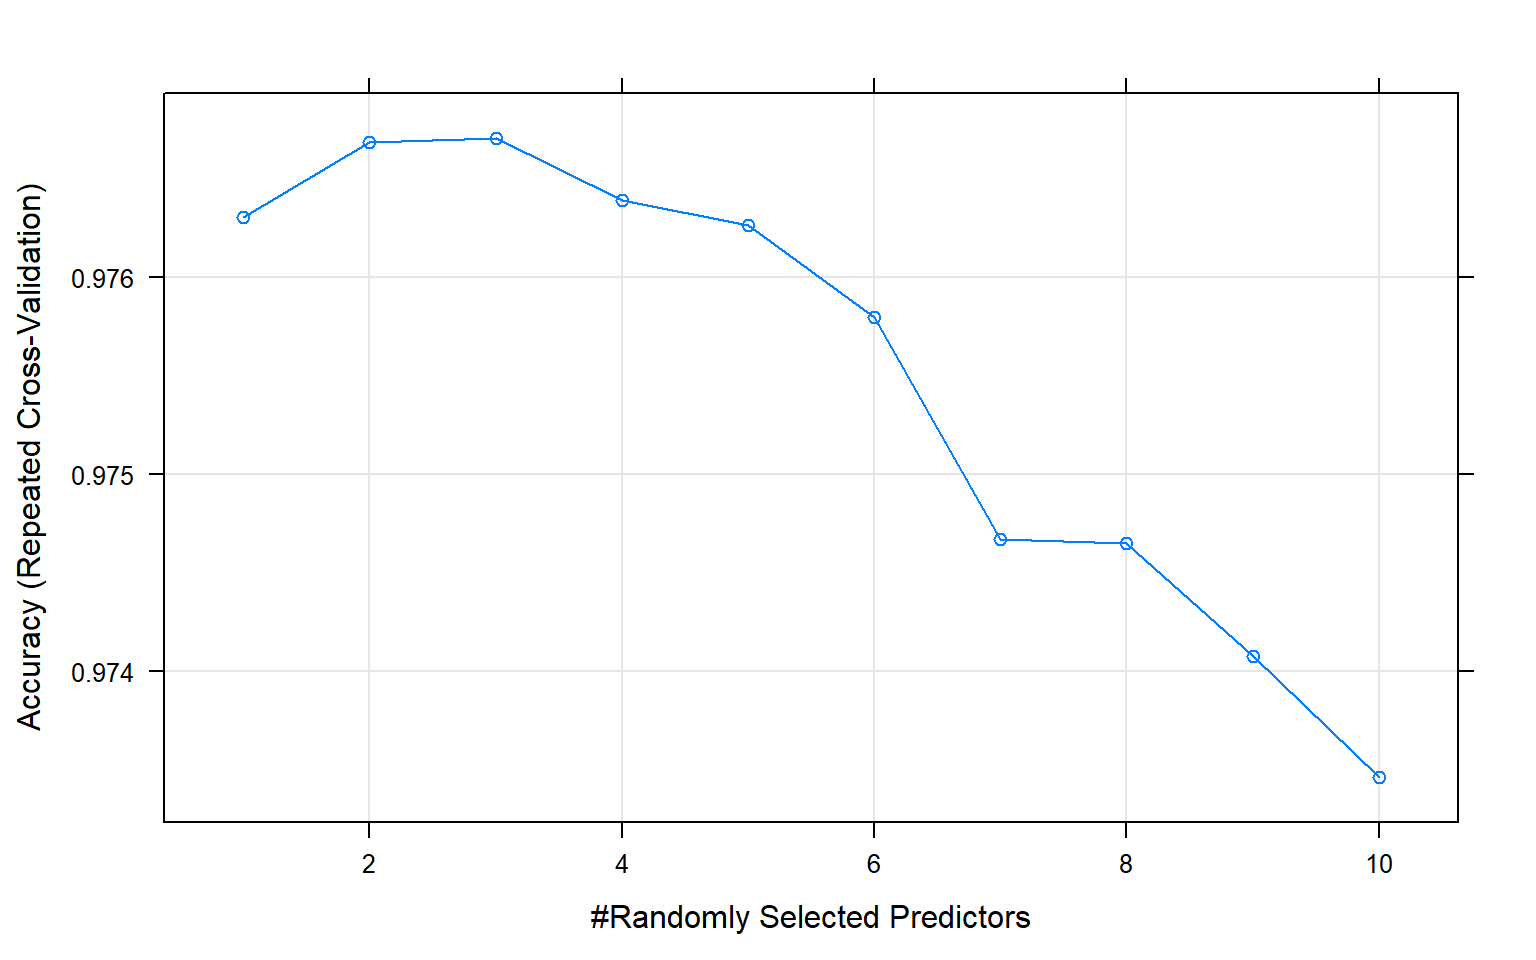 Accuracy (Repeated Cross-Validation)
0.976
0.975
0.974
2 4 6 8 10
#Randomly Selected Predictors